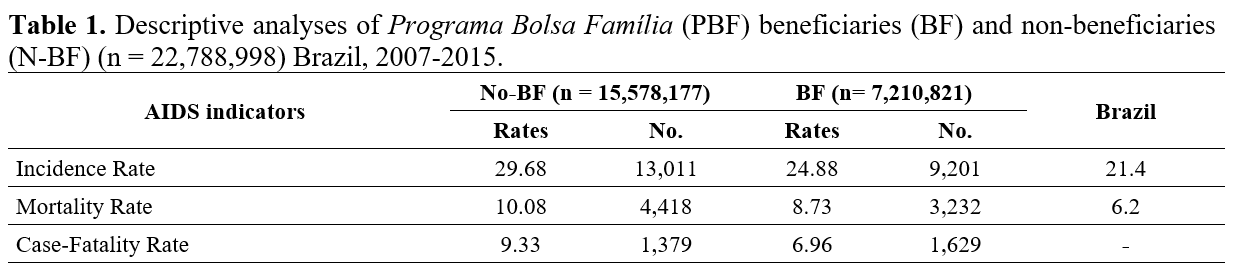 Table 1. Descriptive analyses of Programa Bolsa Família (PBF) beneficiaries (BF) and non-beneficiaries
(N-BF) (n = 22,788,998) Brazil, 2007-2015.
AIDS indicators No-BF (n = 15,578,177) BF (n= 7,210,821) Brazil
Rates No. Rates No.
Incidence Rate 29.68 13,011 24.88 9,201 21.4
Mortality Rate 10.08 4,418 8.73 3,232 6.2
Case-Fatality Rate 9.33 1,379 6.96 1,629 -